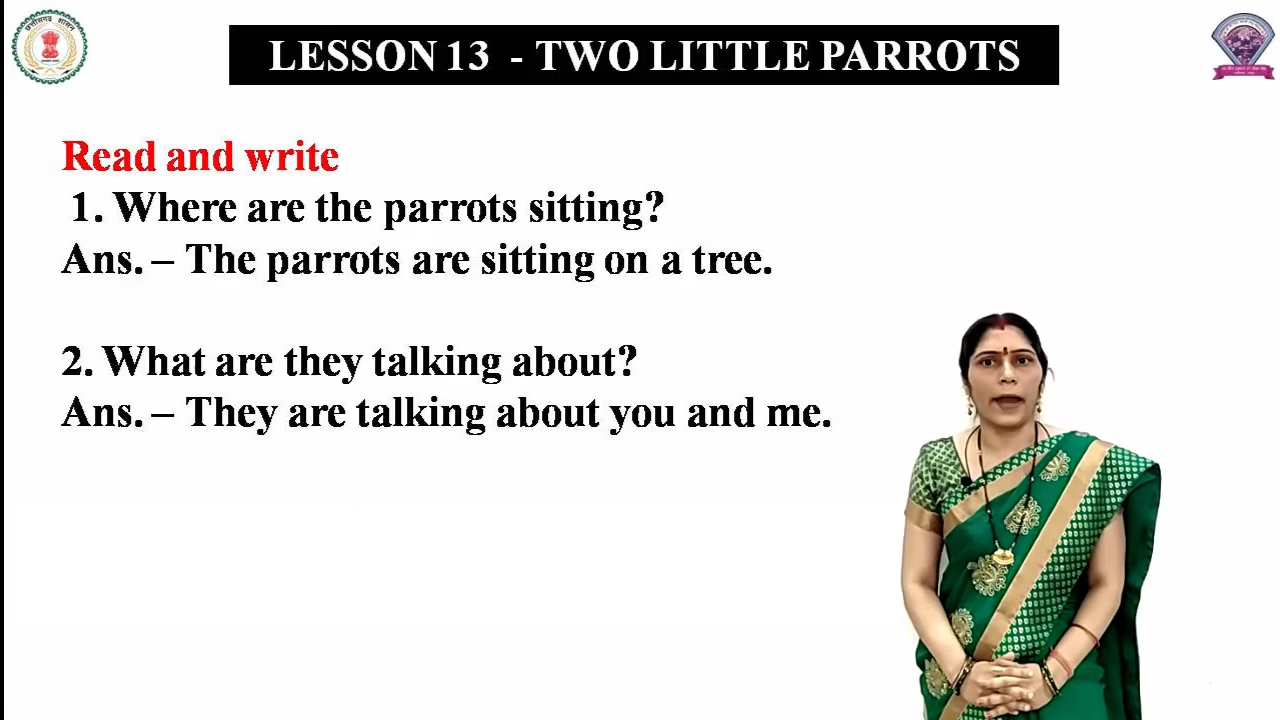 LESSON 13 - TWO LITTLE PARROTS
Read and write
1. Where are the parrots sitting?
Ans. – The parrots are sitting on a tree.
2. What are they talking about?
Ans. – They are talking about you and me.